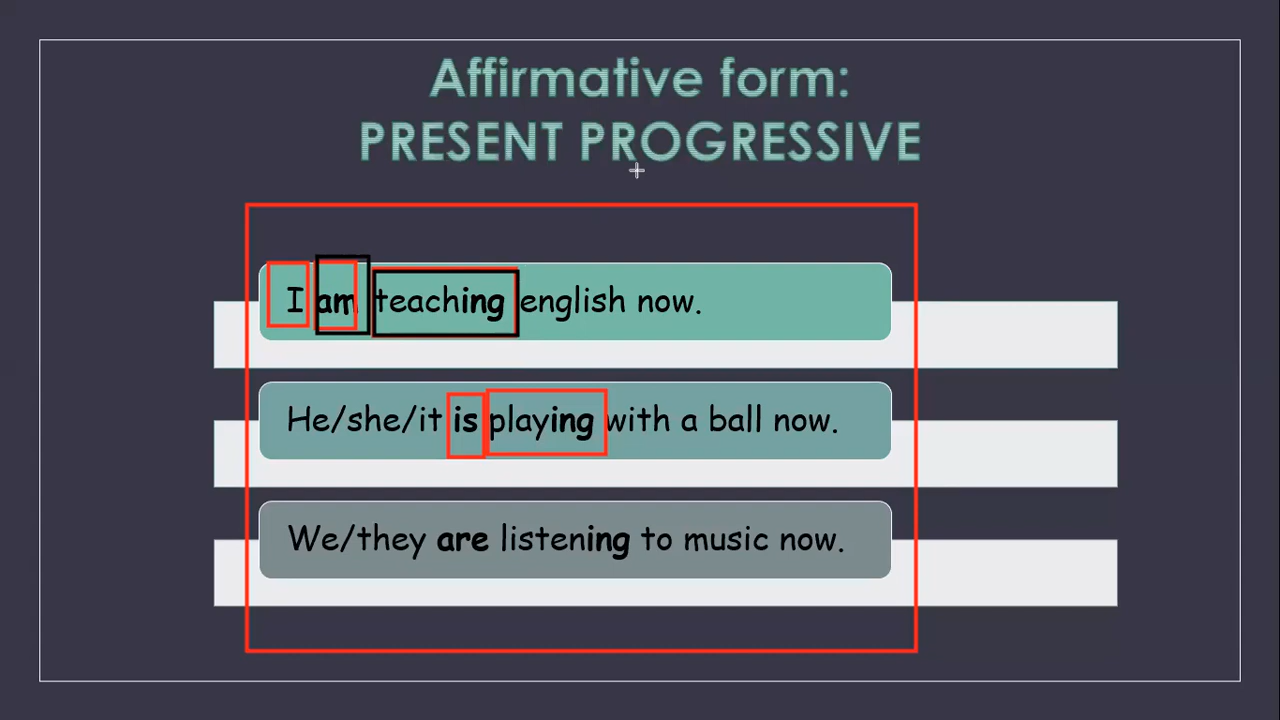 Affirmative form:
PRESENT PROGRESSIVE
I am teaching english now.
He/she/it is playing with a ball now.
We/they are listening to music now.